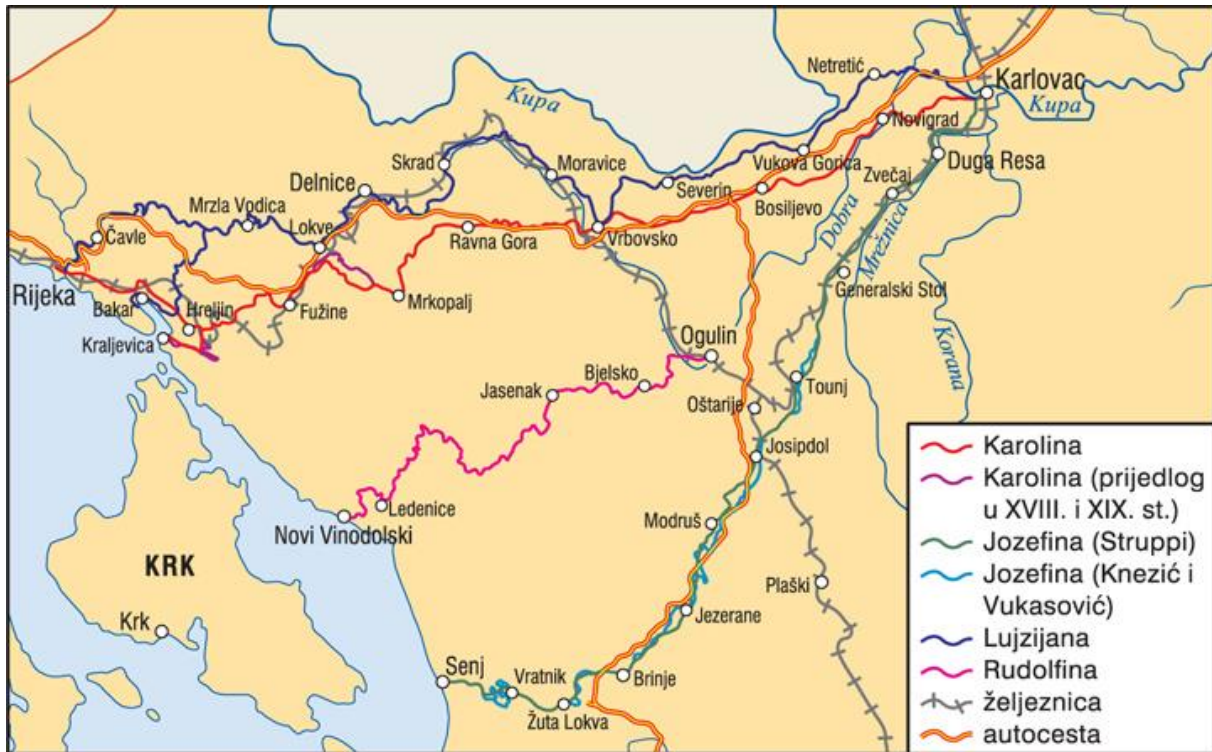 Netretić
Karlovac
Kupa
Kupa
Novigrad
Skrad
Moravice
Vukova Gorica
Duga Resa
Delnice
Severin
Zvečaj
Bosiljevo
Mrzla Vodica
Lokve
Dobra
Mrežnica
Čavle
Ravna Gora
Vrbovsko
Rijeka
Generalski Stol
Bakar
Hreljin
Fužine
Mrkopalj
Kraljevica
Korana
Ogulin
Bjelsko
Tounj
Jasenak
Oštarije
Josipdol
Ledenice
Modruš
Novi Vinodolski
KRK
Plaški
Krk
Jezerane
Senj
Vratnik
Brinje
Žuta Lokva
Karolina
Karolina (prijedlog
u XVIII. i XIX. st.)
Jozefina (Struppi)
Jozefina (Knezić i
Vukasović)
Lujzijana
Rudolfina
željeznica
autocesta